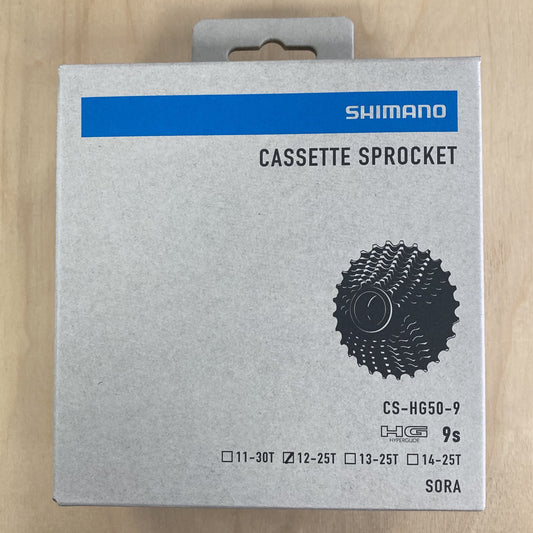 SHIMANO
CASSETTE SPROCKET
CS-HG50-9
HG HYPERGLIDE 9s
11-30T 12-25T 13-25T 14-25T
SORA